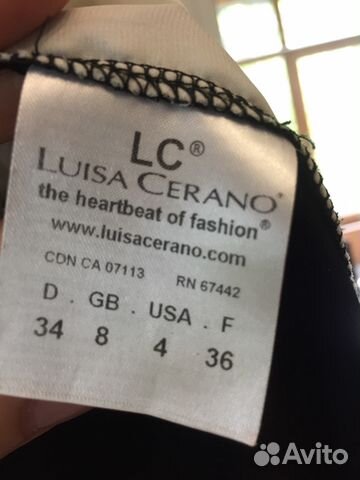 LC®
LUISA CERANO®
the heartbeat of fashion®
www.luisacerano.com
CDN CA 07113 RN 67442
D . GB . USA . F
34 8 4 36
Avito